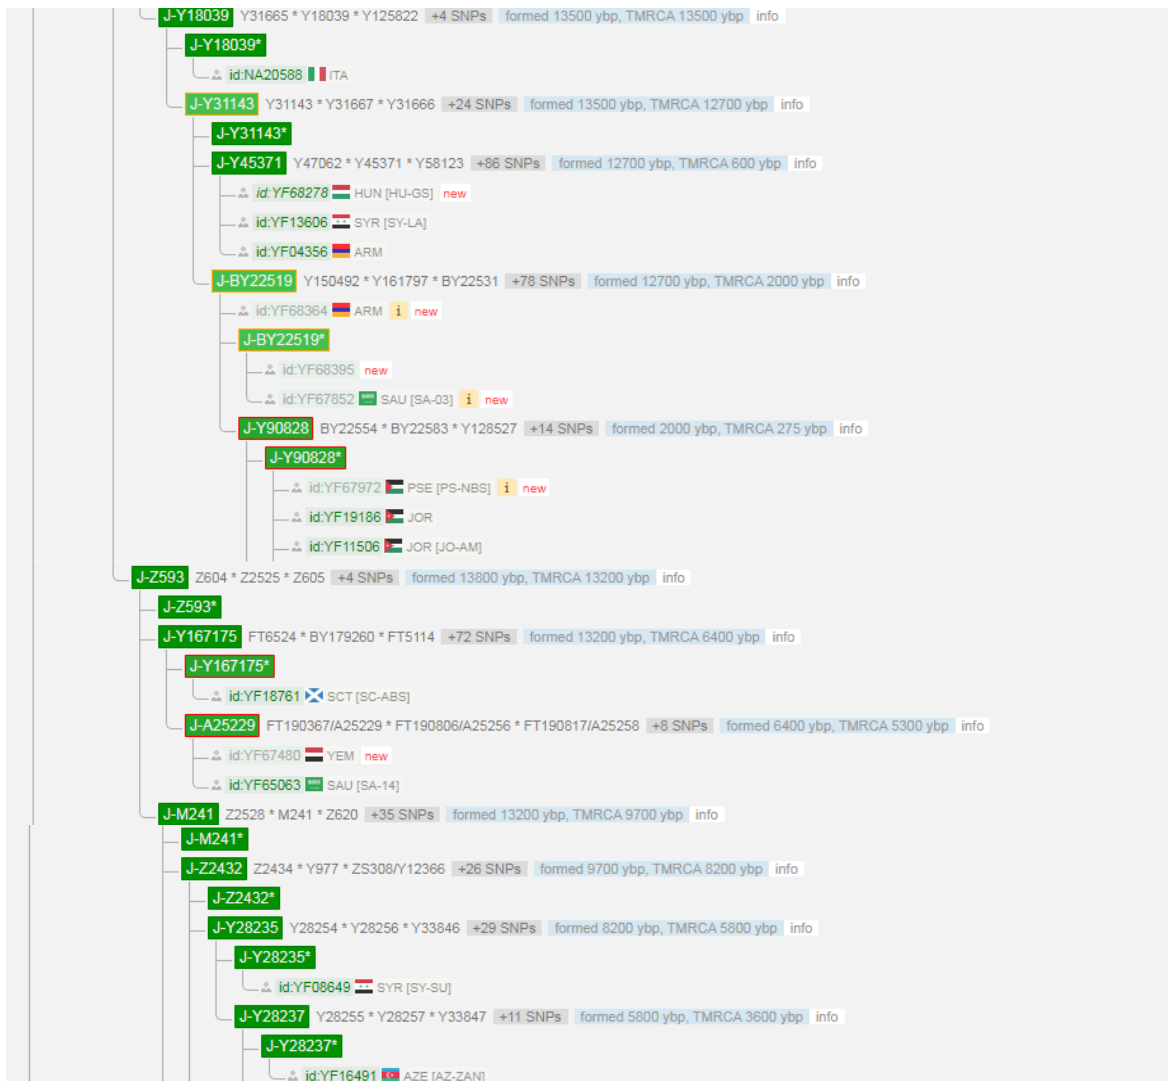 J-Y18039 Y31665 * Y18039 * Y125822 +4 SNPs formed 13500 ybp, TMRCA 13500 ybp info
J-Y18039*
id:NA20588 ITA
J-Y31143 Y31143 * Y31667 * Y31666 +24 SNPs formed 13500 ybp, TMRCA 12700 ybp info
J-Y31143*
J-Y45371 Y47062 * Y45371 * Y58123 +86 SNPs formed 12700 ybp, TMRCA 600 ybp info
id:YF68278 HUN [HU-GS] new
id:YF13606 SYR [SY-LA]
id:YF04356 ARM
J-BY22519 Y150492 * Y161797 * BY22531 +78 SNPs formed 12700 ybp, TMRCA 2000 ybp info
id:YF68364 ARM i new
J-BY22519*
id:YF68395 new
id:YF67852 SAU [SA-03] i new
J-Y90828 BY22554 * BY22583 * Y128527 +14 SNPs formed 2000 ybp, TMRCA 275 ybp info
J-Y90828*
id:YF67972 PSE [PS-NBS] i new
id:YF19186 JOR
id:YF11506 JOR [JO-AM]
J-Z593 Z604 * Z2525 * Z605 +4 SNPs formed 13800 ybp, TMRCA 13200 ybp info
J-Z593*
J-Y167175 FT6524 * BY179260 * FT5114 +72 SNPs formed 13200 ybp, TMRCA 6400 ybp info
J-Y167175*
id:YF18761 SCT [SC-ABS]
J-A25229 FT190367/A25229 * FT190806/A25256 * FT190817/A25258 +8 SNPs formed 6400 ybp, TMRCA 5300 ybp info
id:YF67480 YEM new
id:YF65063 SAU [SA-14]
J-M241 Z2528 * M241 * Z620 +35 SNPs formed 13200 ybp, TMRCA 9700 ybp info
J-M241*
J-Z2432 Z2434 * Y977 * ZS308/Y12366 +26 SNPs formed 9700 ybp, TMRCA 8200 ybp info
J-Z2432*
J-Y28235 Y28254 * Y28256 * Y33846 +29 SNPs formed 8200 ybp, TMRCA 5800 ybp info
J-Y28235*
id:YF08649 SYR [SY-SU]
J-Y28237 Y28255 * Y28257 * Y33847 +11 SNPs formed 5800 ybp, TMRCA 3600 ybp info
J-Y28237*
id:YF16491 AZE [AZ-ZAN]